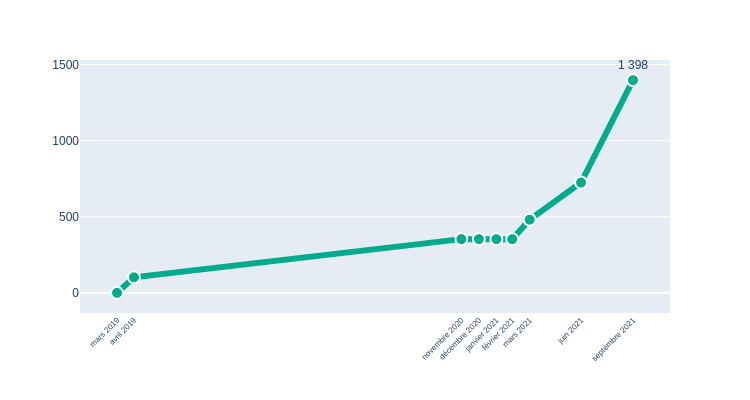 1500
1 398
1000
500
0
mars 2019
avril 2019
novembre 2020
décembre 2020
janvier 2021
février 2021
mars 2021
juin 2021
septembre 2021